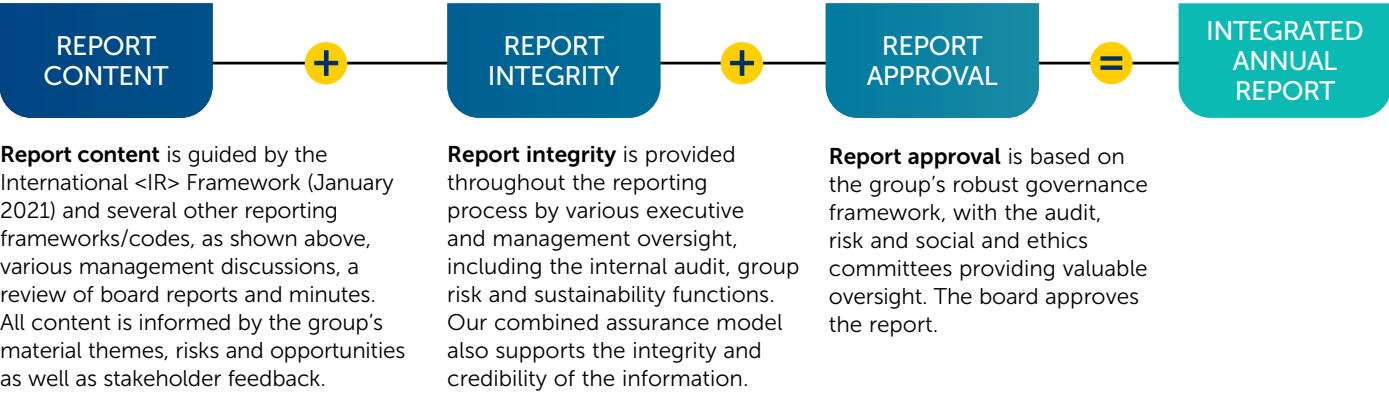 REPORT
CONTENT
+
REPORT
INTEGRITY
+
REPORT
APPROVAL
=
INTEGRATED
ANNUAL
REPORT
Report content is guided by the
International <IR> Framework (January
2021) and several other reporting
frameworks/codes, as shown above,
various management discussions, a
review of board reports and minutes.
All content is informed by the group’s
material themes, risks and opportunities
as well as stakeholder feedback.
Report integrity is provided
throughout the reporting
process by various executive
and management oversight,
including the internal audit, group
risk and sustainability functions.
Our combined assurance model
also supports the integrity and
credibility of the information.
Report approval is based on
the group’s robust governance
framework, with the audit,
risk and social and ethics
committees providing valuable
oversight. The board approves
the report.